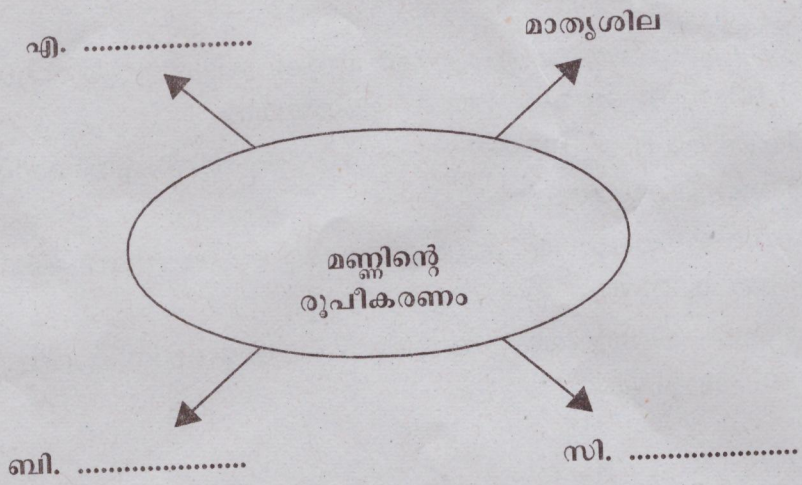 എ. ........................
മാതൃശില
മണ്ണിന്റെ
രൂപീകരണം
ബി. ........................
സി. ........................